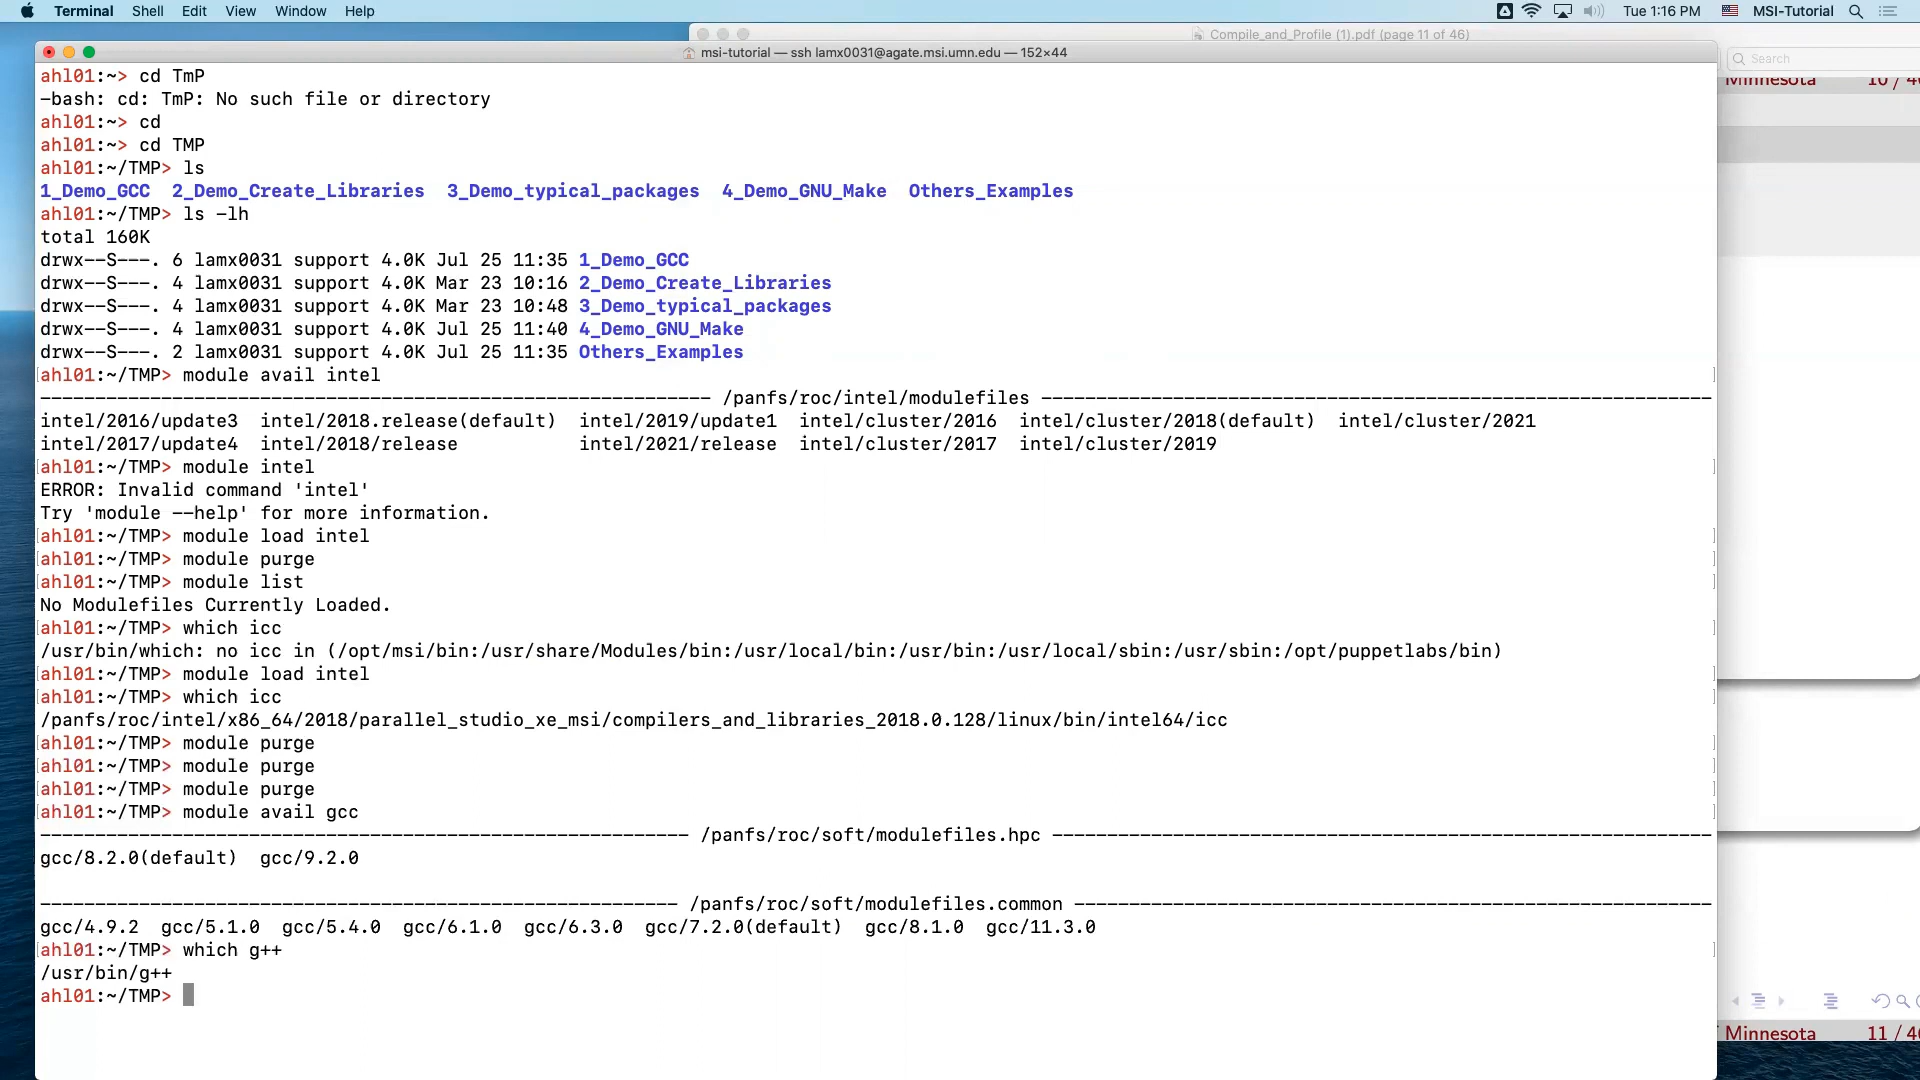 Terminal Shell Edit View Window Help Tue 1:16 PM MSI-Tutorial
Compile_and_Profile (1).pdf (page 11 of 46)
msi-tutorial — ssh lamx0031@agate.msi.umn.edu — 152×44
Search
ahl01:~> cd TmP
-bash: cd: TmP: No such file or directory
ahl01:~> cd
ahl01:~> cd TMP
ahl01:~/TMP> ls
1_Demo_GCC 2_Demo_Create_Libraries 3_Demo_typical_packages 4_Demo_GNU_Make Others_Examples
ahl01:~/TMP> ls -lh
total 160K
drwx--S---. 6 lamx0031 support 4.0K Jul 25 11:35 1_Demo_GCC
drwx--S---. 4 lamx0031 support 4.0K Mar 23 10:16 2_Demo_Create_Libraries
drwx--S---. 4 lamx0031 support 4.0K Mar 23 10:48 3_Demo_typical_packages
drwx--S---. 4 lamx0031 support 4.0K Jul 25 11:40 4_Demo_GNU_Make
drwx--S---. 2 lamx0031 support 4.0K Jul 25 11:35 Others_Examples
ahl01:~/TMP> module avail intel
/panfs/roc/intel/modulefiles
intel/2016/update3 intel/2018.release(default) intel/2019/update1 intel/cluster/2016 intel/cluster/2018(default) intel/cluster/2021
intel/2017/update4 intel/2018/release intel/2021/release intel/cluster/2017 intel/cluster/2019
ahl01:~/TMP> module intel
ERROR: Invalid command 'intel'
Try 'module --help' for more information.
ahl01:~/TMP> module load intel
ahl01:~/TMP> module purge
ahl01:~/TMP> module list
No Modulefiles Currently Loaded.
ahl01:~/TMP> which icc
/usr/bin/which: no icc in (/opt/msi/bin:/usr/share/Modules/bin:/usr/local/bin:/usr/bin:/usr/local/sbin:/usr/sbin:/opt/puppetlabs/bin)
ahl01:~/TMP> module load intel
ahl01:~/TMP> which icc
/panfs/roc/intel/x86_64/2018/parallel_studio_xe_msi/compilers_and_libraries_2018.0.128/linux/bin/intel64/icc
ahl01:~/TMP> module purge
ahl01:~/TMP> module purge
ahl01:~/TMP> module purge
ahl01:~/TMP> module avail gcc
/panfs/roc/soft/modulefiles.hpc
gcc/8.2.0(default) gcc/9.2.0
/panfs/roc/soft/modulefiles.common
gcc/4.9.2 gcc/5.1.0 gcc/5.4.0 gcc/6.1.0 gcc/6.3.0 gcc/7.2.0(default) gcc/8.1.0 gcc/11.3.0
ahl01:~/TMP> which g++
/usr/bin/g++
ahl01:~/TMP>
Minnesota 11 / 4